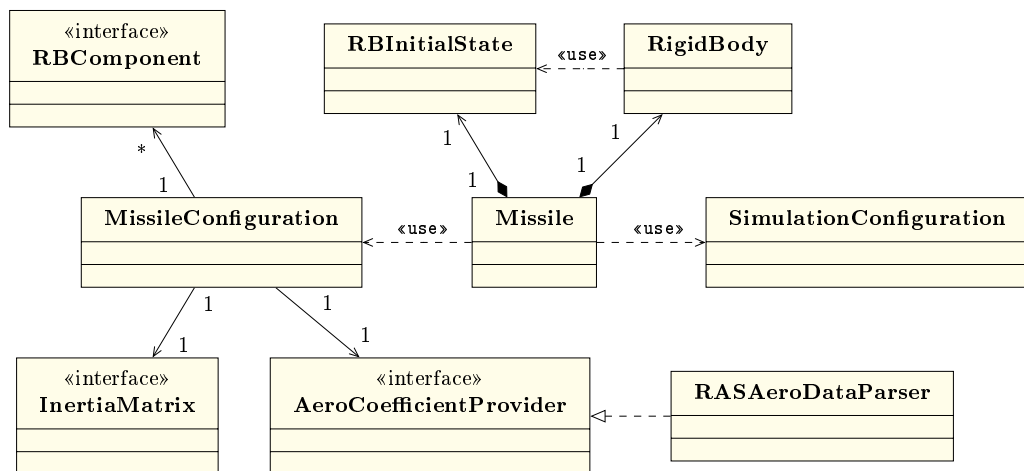 «interface»
RBComponent
RBInitialState
«use»
RigidBody
*
1
1
1
1
1
MissileConfiguration
«use»
Missile
«use»
SimulationConfiguration
1
1
1
1
«interface»
InertiaMatrix
«interface»
AeroCoefficientProvider
RASAeroDataParser